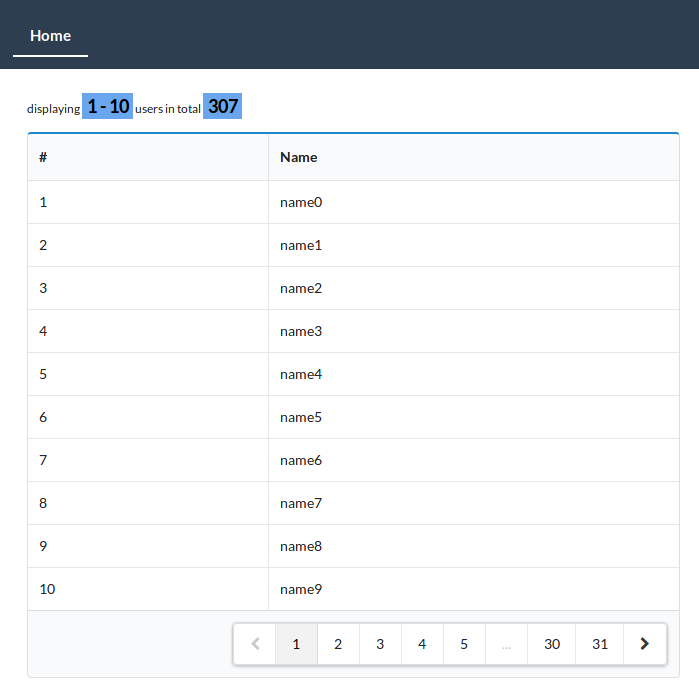 Home
displaying 1 - 10 users in total 307
# Name
1 name0
2 name1
3 name2
4 name3
5 name4
6 name5
7 name6
8 name7
9 name8
10 name9
1 2 3 4 5 ... 30 31